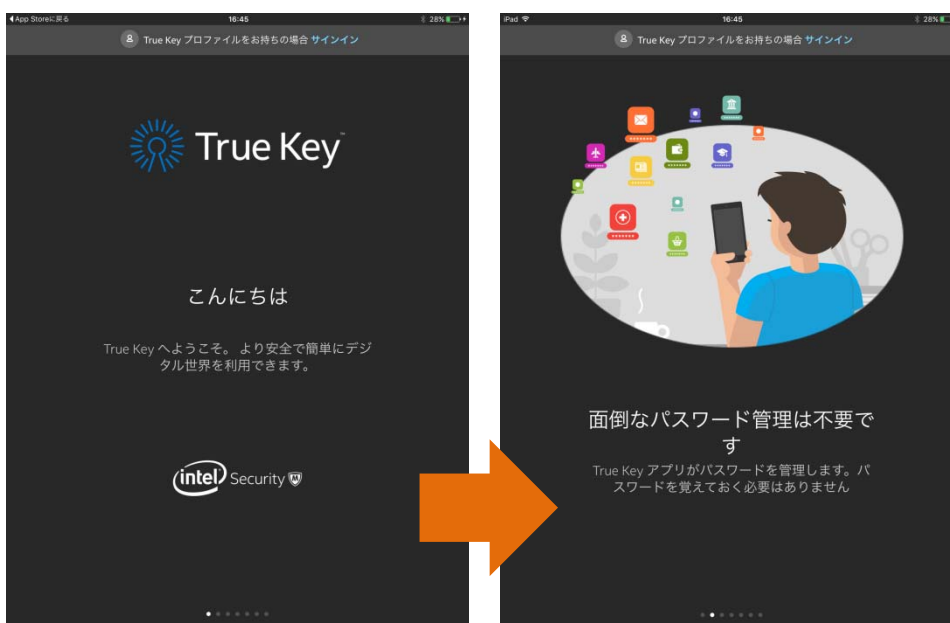 App Storeに戻る 16:45 28%
True Key プロファイルをお持ちの場合 サインイン
True Key™
こんにちは
True Key へようこそ。 より安全で簡単にデジ
タル世界を利用できます。
intel Security
iPad 16:45 28%
True Key プロファイルをお持ちの場合 サインイン
面倒なパスワード管理は不要で
す
True Key アプリがパスワードを管理します。パ
スワードを覚えておく必要はありません